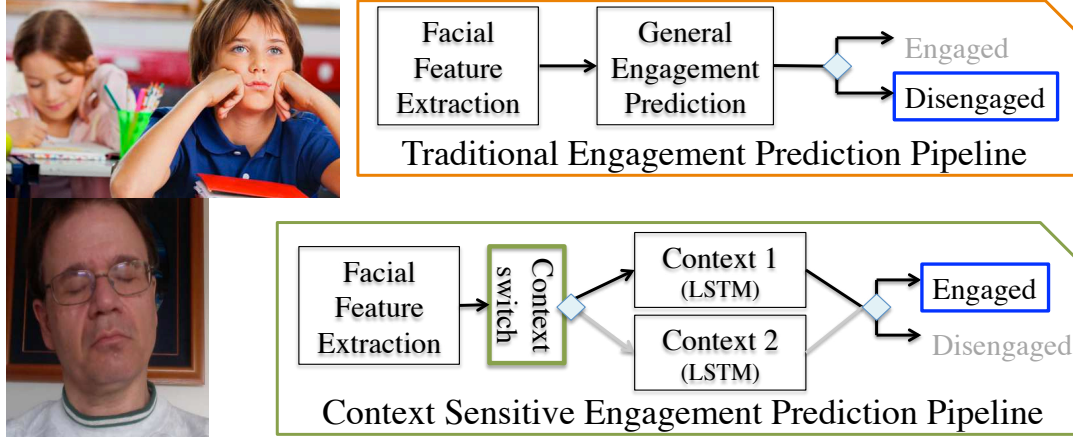 Facial
Feature
Extraction
General
Engagement
Prediction
Engaged
Disengaged
Traditional Engagement Prediction Pipeline
Facial
Feature
Extraction
Context
switch
Context 1
(LSTM)
Context 2
(LSTM)
Engaged
Disengaged
Context Sensitive Engagement Prediction Pipeline